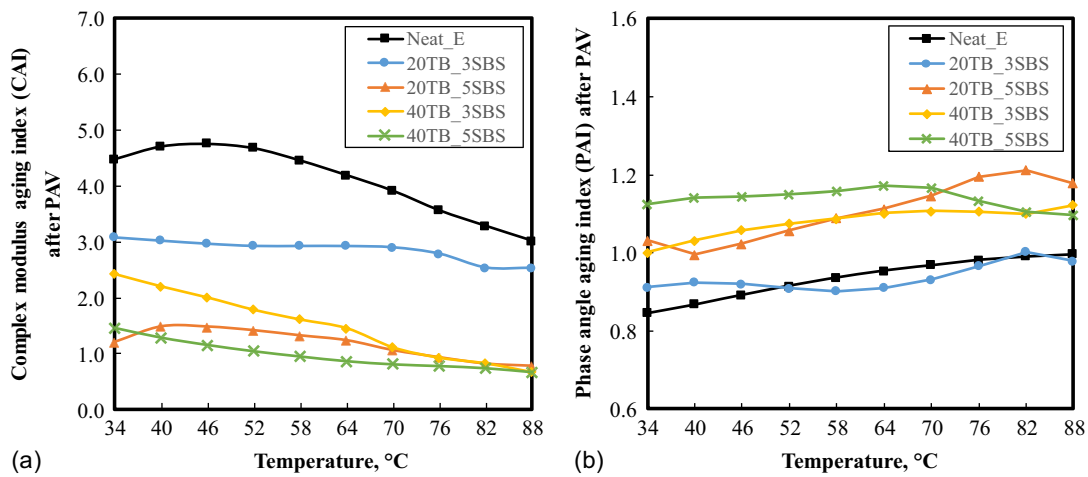 Complex modulus aging index (CAI)
after PAV
7.0
6.0
5.0
4.0
3.0
2.0
1.0
0.0
Neat_E
20TB_3SBS
20TB_5SBS
40TB_3SBS
40TB_5SBS
34 40 46 52 58 64 70 76 82 88
(a) Temperature, °C
Phase angle aging index (PAI) after PAV
1.6
1.4
1.2
1.0
0.8
0.6
Neat_E
20TB_3SBS
20TB_5SBS
40TB_3SBS
40TB_5SBS
34 40 46 52 58 64 70 76 82 88
(b) Temperature, °C